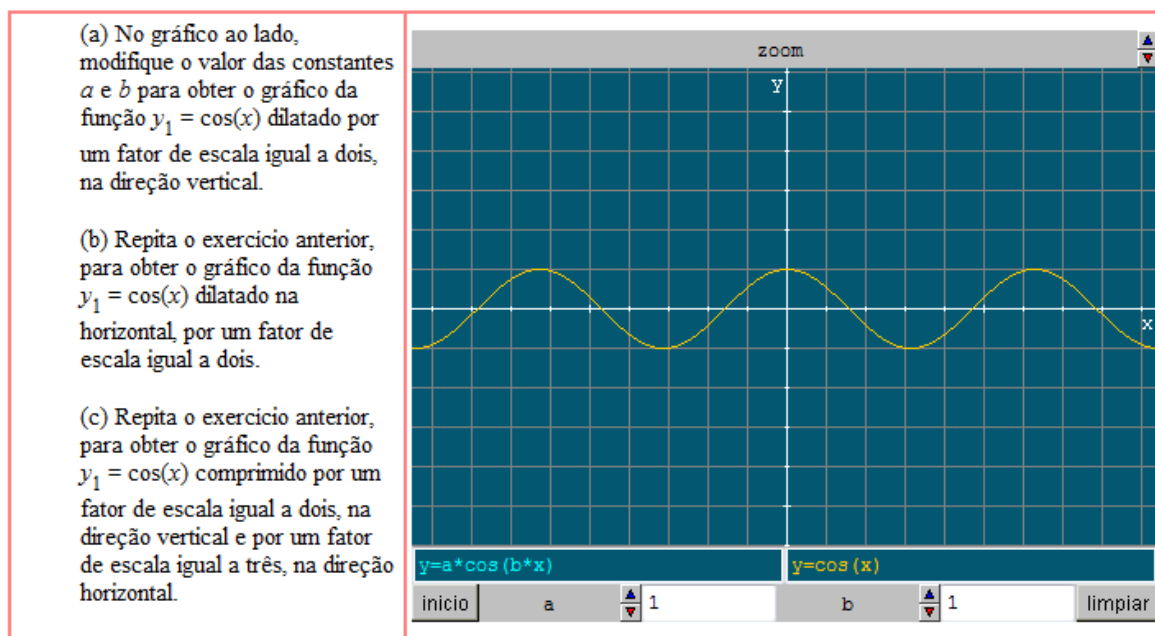 (a) No gráfico ao lado,
modifique o valor das constantes
a e b para obter o gráfico da
função y₁ = cos(x) dilatado por
um fator de escala igual a dois,
na direção vertical.
(b) Repita o exercício anterior,
para obter o gráfico da função
y₁ = cos(x) dilatado na
horizontal, por um fator de
escala igual a dois.
(c) Repita o exercício anterior,
para obter o gráfico da função
y₁ = cos(x) comprimido por um
fator de escala igual a dois, na
direção vertical e por um fator
de escala igual a três, na direção
horizontal.
zoom
Y
x
y=a*cos(b*x)
y=cos(x)
inicio a 1 b 1 limpiar